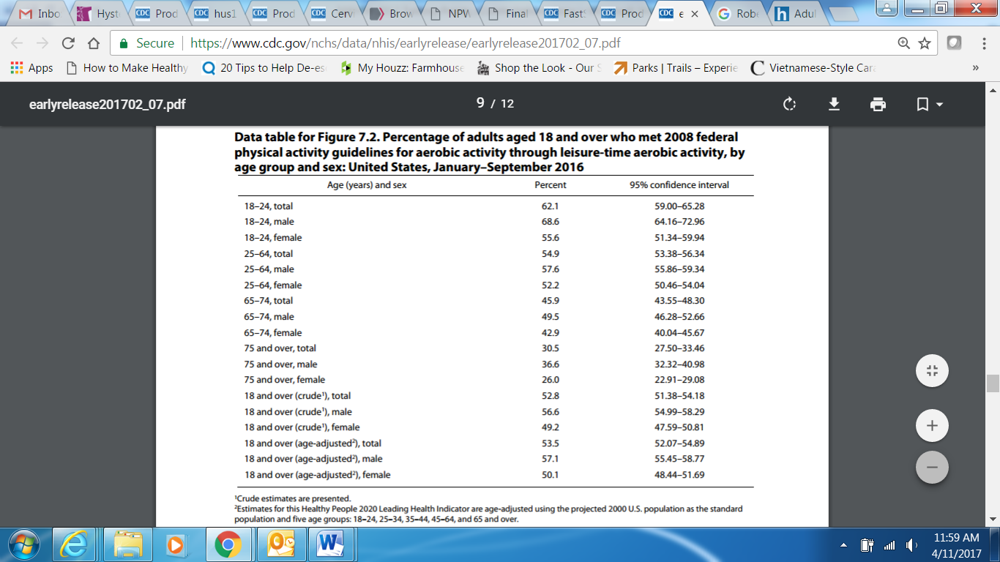 Inbo Hyst Prod hus1 Prod Cerv Brow NPW Final Fast Prod e Robe Adul
Secure https://www.cdc.gov/nchs/data/nhis/earlyrelease/earlyrelease201702_07.pdf
Apps How to Make Healthy 20 Tips to Help De-es My Houzz: Farmhouse Shop the Look - Our S Parks | Trails – Experie Vietnamese-Style Cara »
earlyrelease201702_07.pdf 9 / 12
Data table for Figure 7.2. Percentage of adults aged 18 and over who met 2008 federal
physical activity guidelines for aerobic activity through leisure-time aerobic activity, by
age group and sex: United States, January–September 2016
Age (years) and sex Percent 95% confidence interval
18–24, total 62.1 59.00–65.28
18–24, male 68.6 64.16–72.96
18–24, female 55.6 51.34–59.94
25–64, total 54.9 53.38–56.34
25–64, male 57.6 55.86–59.34
25–64, female 52.2 50.46–54.04
65–74, total 45.9 43.55–48.30
65–74, male 49.5 46.28–52.66
65–74, female 42.9 40.04–45.67
75 and over, total 30.5 27.50–33.46
75 and over, male 36.6 32.32–40.98
75 and over, female 26.0 22.91–29.08
18 and over (crude¹), total 52.8 51.38–54.18
18 and over (crude¹), male 56.6 54.99–58.29
18 and over (crude¹), female 49.2 47.59–50.81
18 and over (age-adjusted²), total 53.5 52.07–54.89
18 and over (age-adjusted²), male 57.1 55.45–58.77
18 and over (age-adjusted²), female 50.1 48.44–51.69
¹Crude estimates are presented.
²Estimates for this Healthy People 2020 Leading Health Indicator are age-adjusted using the projected 2000 U.S. population as the standard
population and five age groups: 18–24, 25–34, 35–44, 45–64, and 65 and over.
11:59 AM
4/11/2017